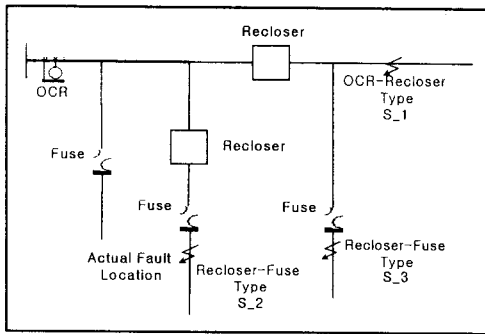 Recloser
OCR
OCR-Recloser
Type
S_1
Fuse
Recloser
Fuse
Fuse
Actual Fault
Location
Recloser-Fuse
Type
S_2
Recloser-Fuse
Type
S_3